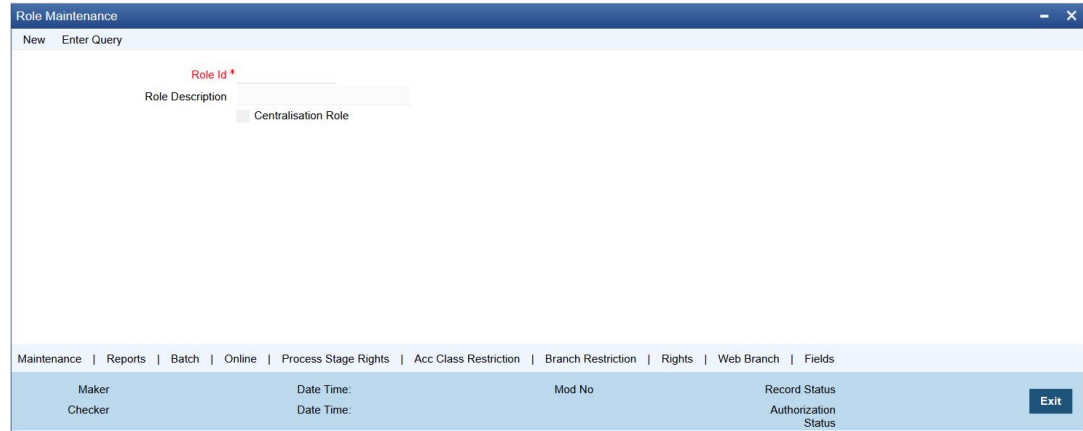 Role Maintenance
New Enter Query
Role Id *
Role Description
Centralisation Role
Maintenance | Reports | Batch | Online | Process Stage Rights | Acc Class Restriction | Branch Restriction | Rights | Web Branch | Fields
Maker Date Time: Mod No Record Status
Checker Date Time: Authorization
Status
Exit